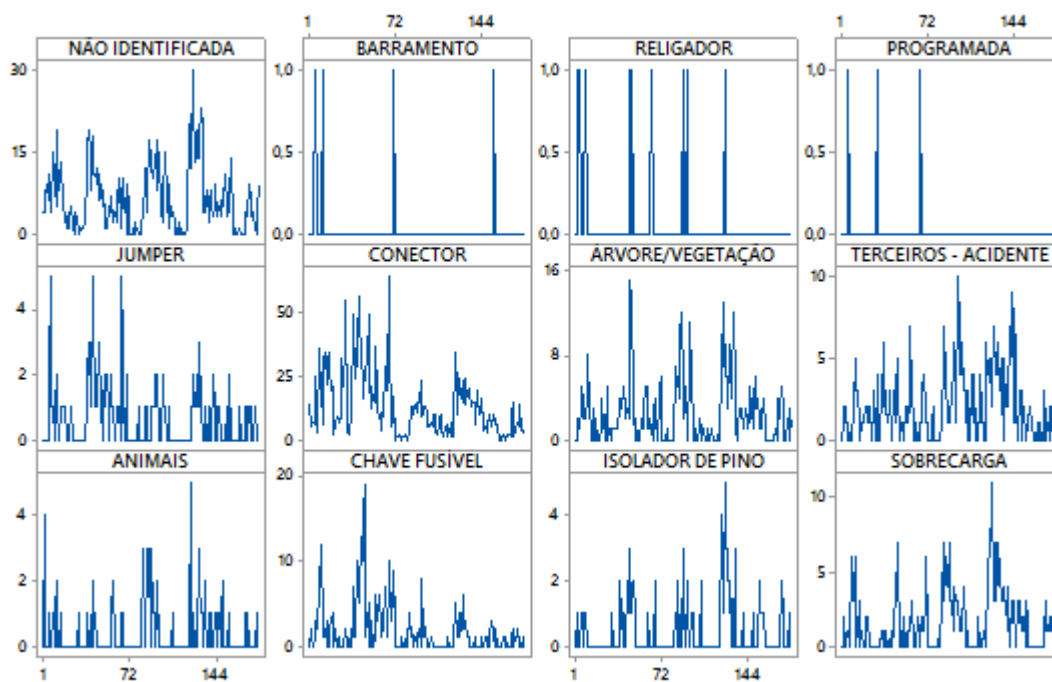 1 72 144 1 72 144
NÃO IDENTIFICADA BARRAMENTO RELIGADOR PROGRAMADA
30 1,0 1,0 1,0
15 0,5 0,5 0,5
0 0,0 0,0 0,0
JUMPER CONECTOR ÁRVORE/VEGETAÇÃO TERCEIROS - ACIDENTE
4 50 16 10
2 25 8 5
0 0 0 0
ANIMAIS CHAVE FUSÍVEL ISOLADOR DE PINO SOBRECARGA
4 20 4 10
2 10 2 5
0 0 0 0
1 72 144 1 72 144